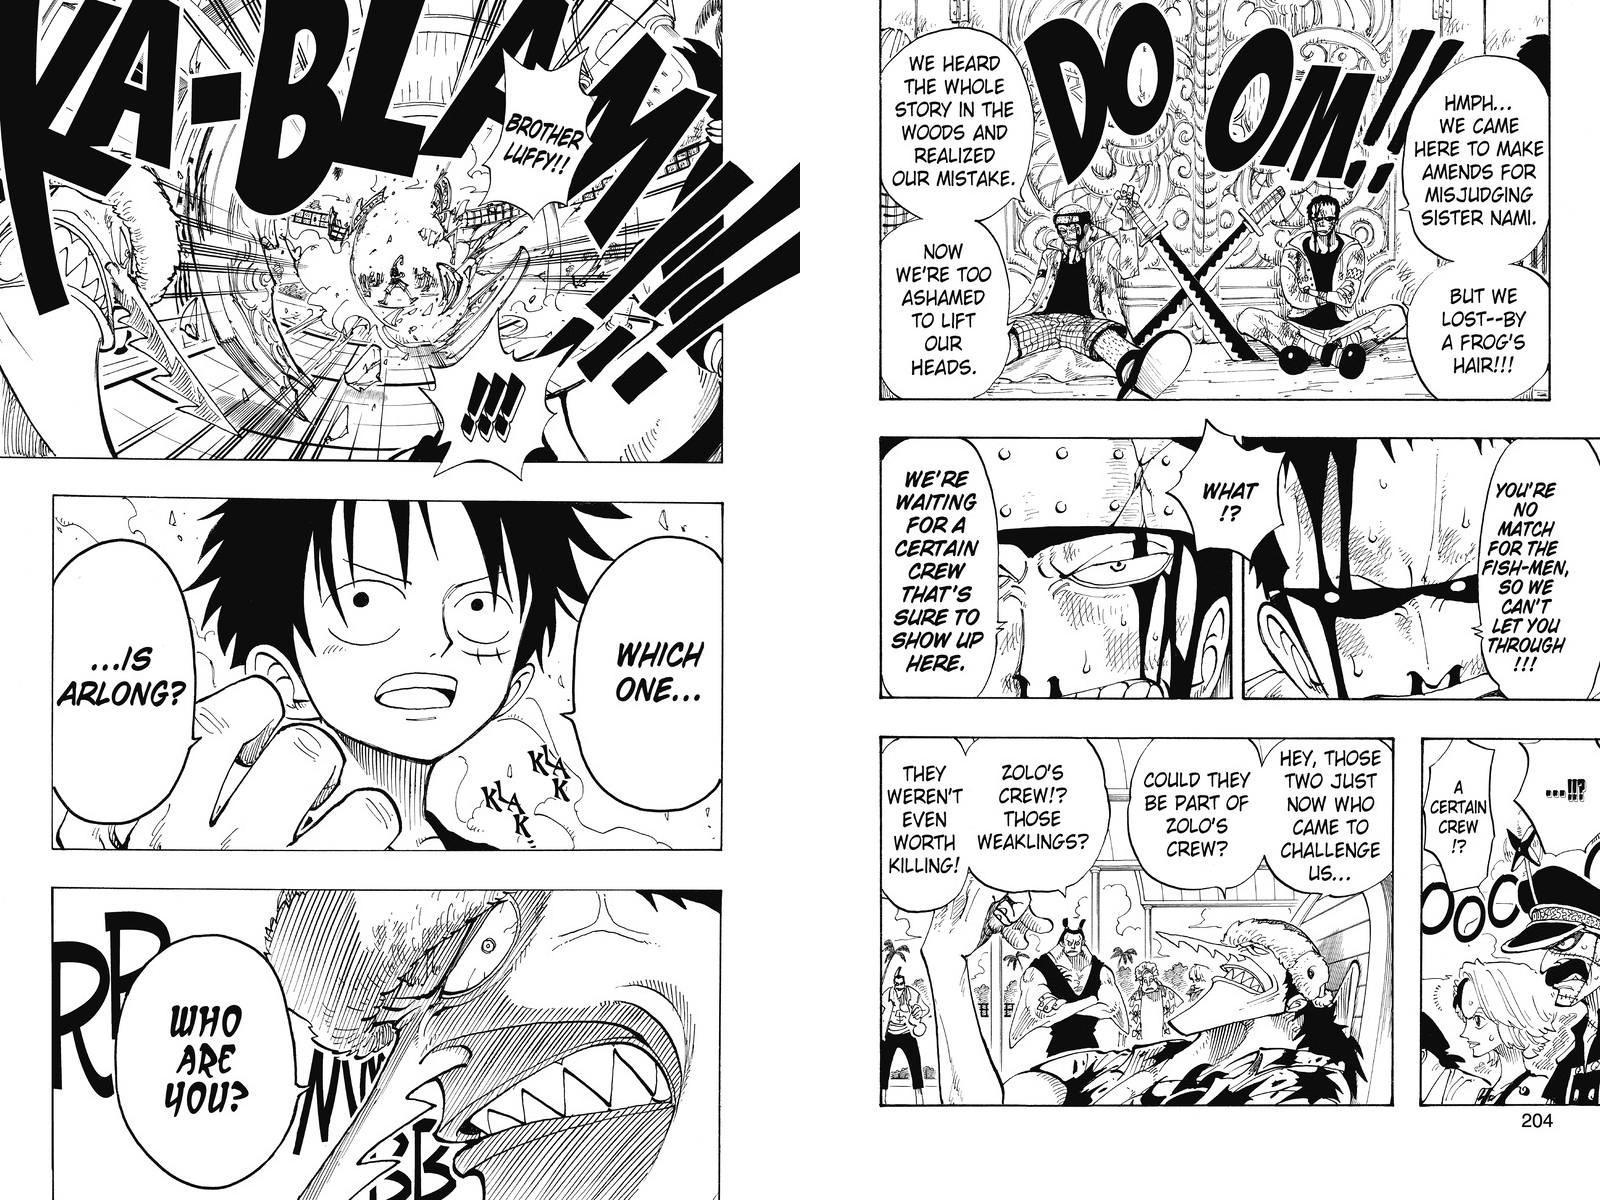 DOOM!!
HMPH...
WE CAME
HERE TO MAKE
AMENDS FOR
MISJUDGING
SISTER NAMI.
BUT WE
LOST--BY
A FROG'S
HAIR!!!
WE HEARD
THE WHOLE
STORY IN THE
WOODS AND
REALIZED
OUR MISTAKE.
NOW
WE'RE TOO
ASHAMED
TO LIFT
OUR
HEADS.
YOU'RE
NO
MATCH
FOR THE
FISH-MEN,
SO WE
CAN'T
LET YOU
THROUGH
!!!
WHAT
!?
WE'RE
WAITING
FOR A
CERTAIN
CREW
THAT'S
SURE TO
SHOW UP
HERE.
...!!?
A
CERTAIN
CREW
!?
OOO
HEY, THOSE
TWO JUST
NOW WHO
CAME TO
CHALLENGE
US...
COULD THEY
BE PART OF
ZOLO'S
CREW?
ZOLO'S
CREW!?
THOSE
WEAKLINGS?
THEY
WEREN'T
EVEN
WORTH
KILLING!
204
KA-BLAM!!!!
BROTHER
LUFFY!!
!!!
WHICH
ONE...
...IS
ARLONG?
KLAK
KLAK...
WHO
ARE
YOU?